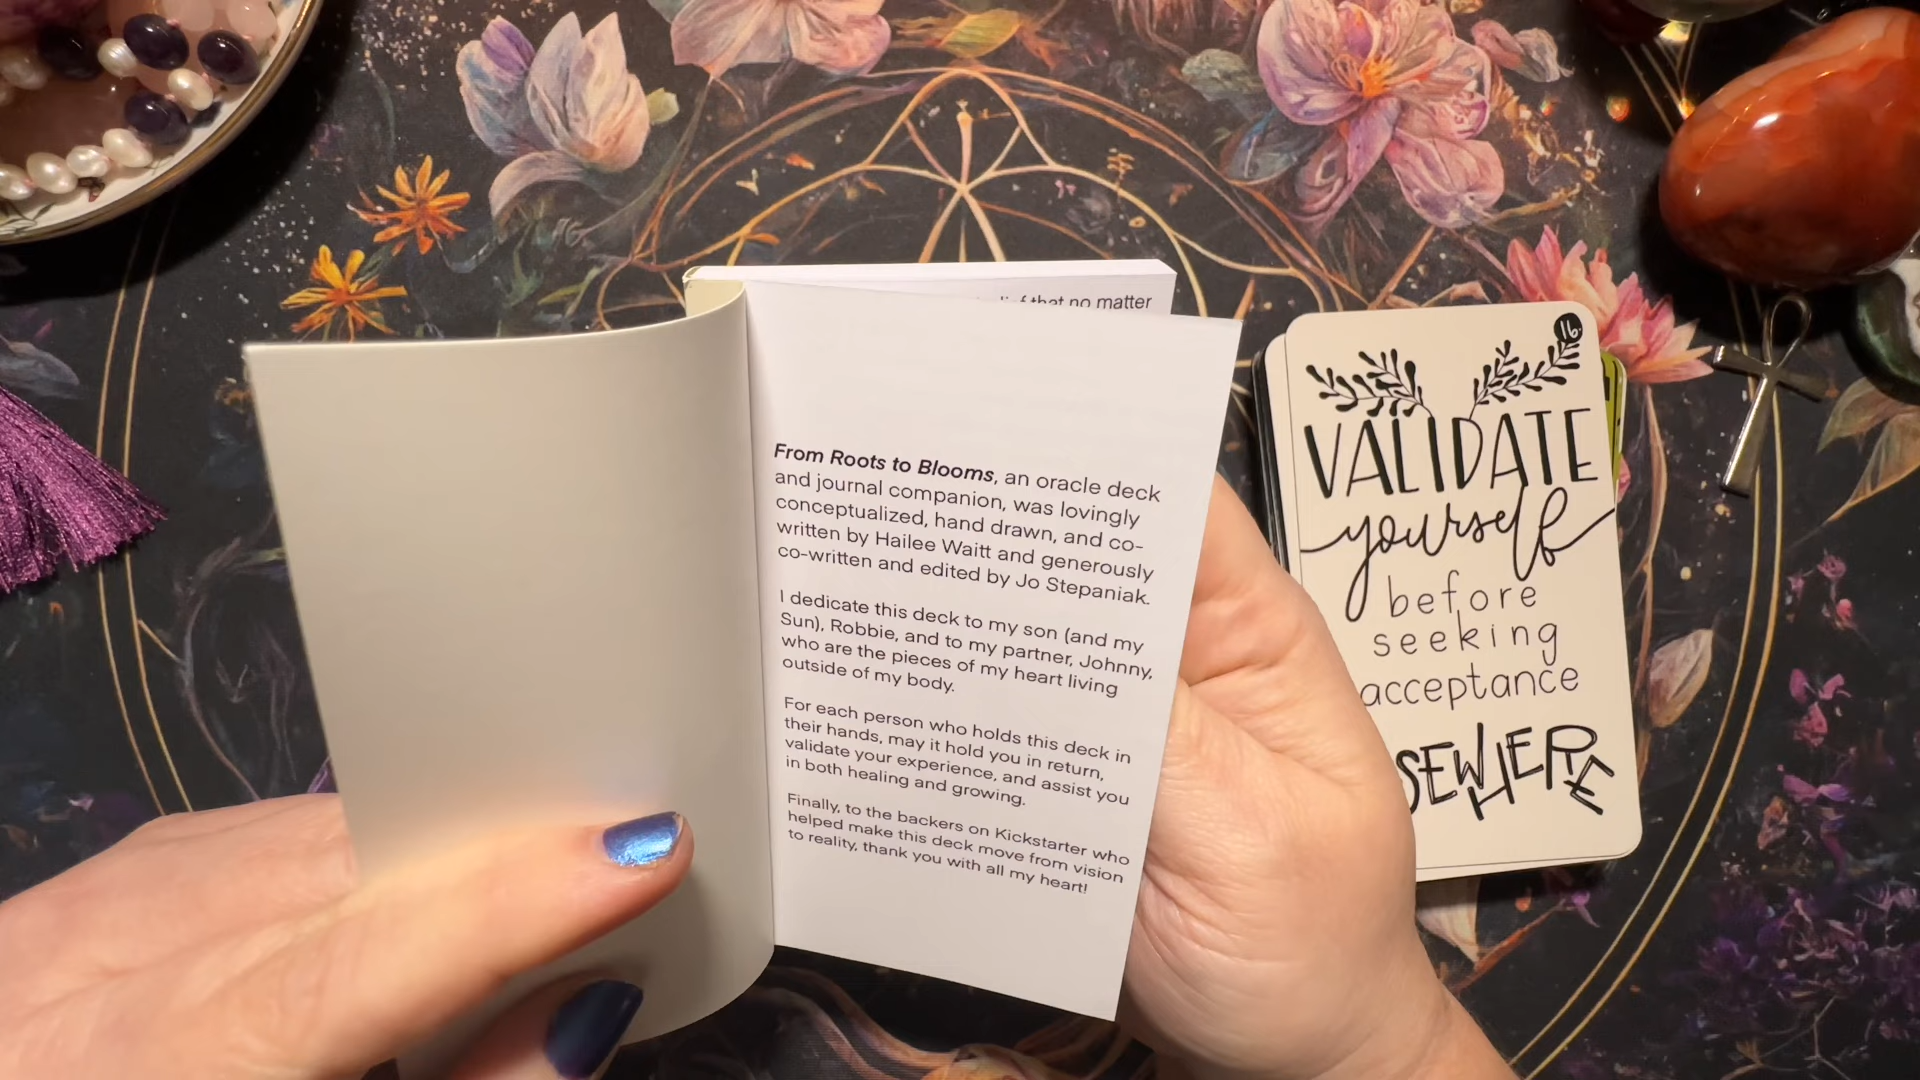 that no matter
From Roots to Blooms, an oracle deck
and journal companion, was lovingly
conceptualized, hand drawn, and co-
written by Hailee Waitt and generously
co-written and edited by Jo Stepaniak.
I dedicate this deck to my son (and my
Sun), Robbie, and to my partner, Johnny,
who are the pieces of my heart living
outside of my body.
For each person who holds this deck in
their hands, may it hold you in return,
validate your experience, and assist you
in both healing and growing.
Finally, to the backers on Kickstarter who
helped make this deck move from vision
to reality, thank you with all my heart!
16.
VALIDATE
yourself
before
seeking
acceptance